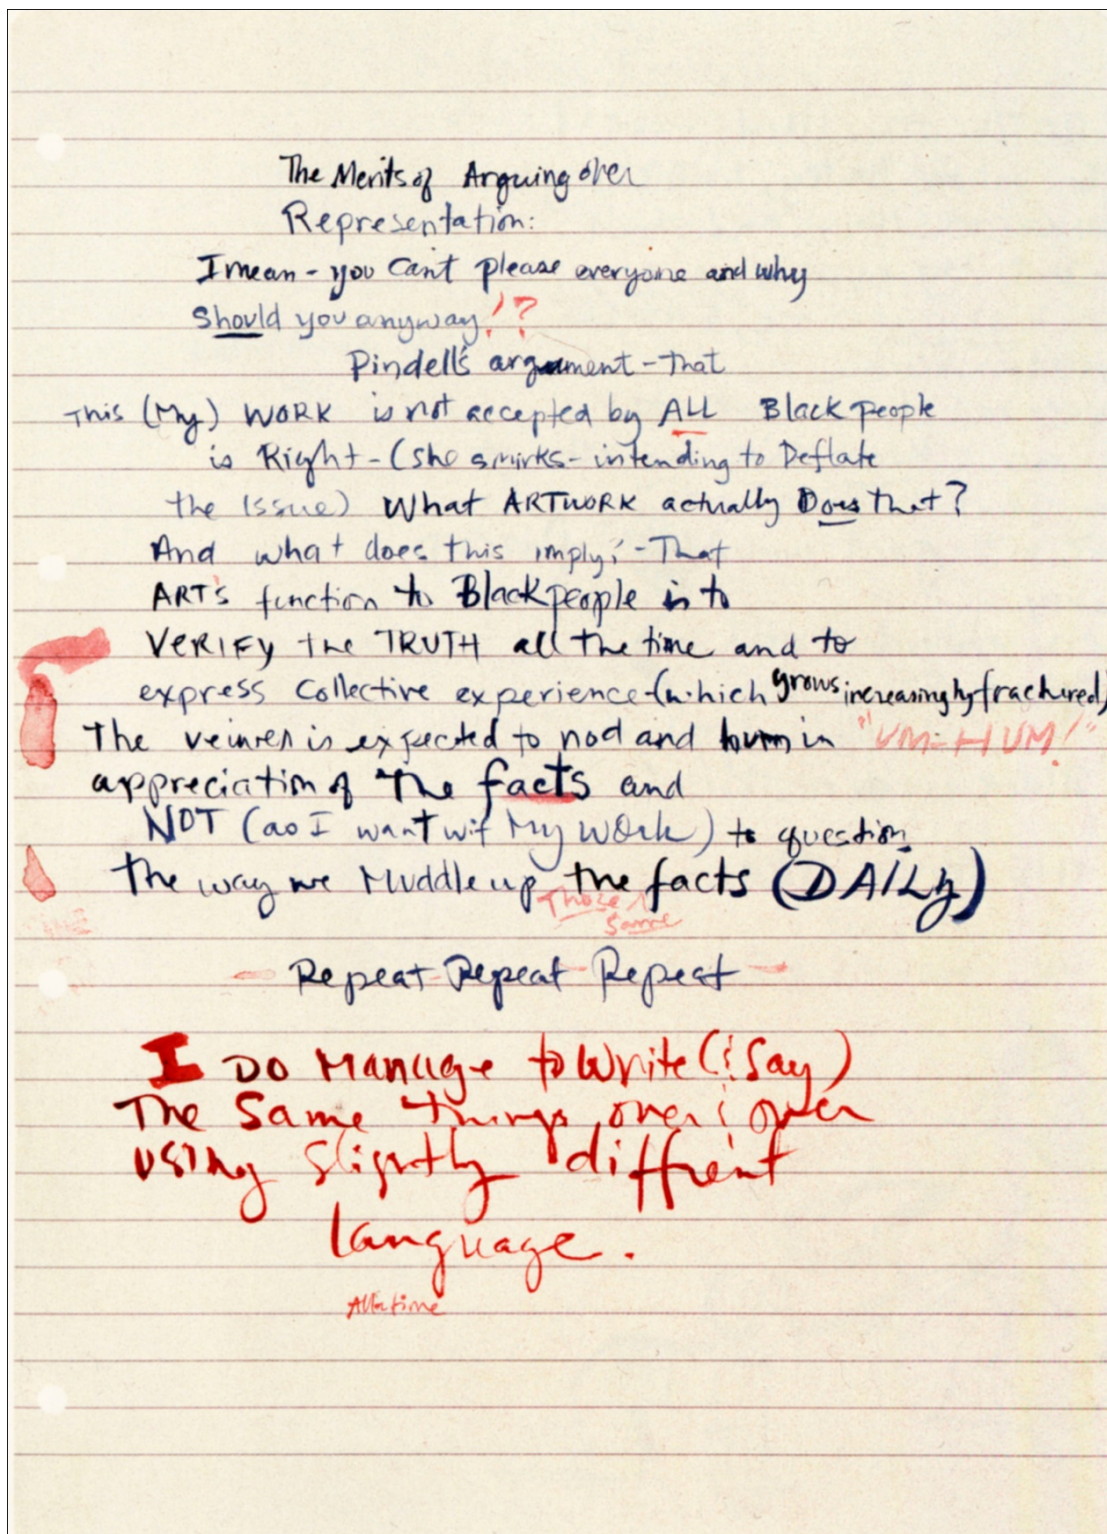 The Merits of Arguing over
Representation:
I mean - you Can't please everyone and why
Should you anyway!?
Pindell's argument - That
This (My) WORK is not accepted by ALL Black people
is Right - (she smirks - intending to Deflate
the Issue) What ARTWORK actually Does That?
And what does this imply? - That
ART'S function to Black people is to
VERIFY the TRUTH all the time and to
express Collective experience - (which grows increasingly fractured)
The veiwer is expected to nod and hum in "UM-HUM!"
appreciation of The facts and
NOT (as I want wit My Work) to question
The way we Muddle up the facts (DAILy)
Those
Same
Repeat Repeat Repeat
I DO Manage to Write (& Say)
The Same things over & over
using Slightly diffrent
language.